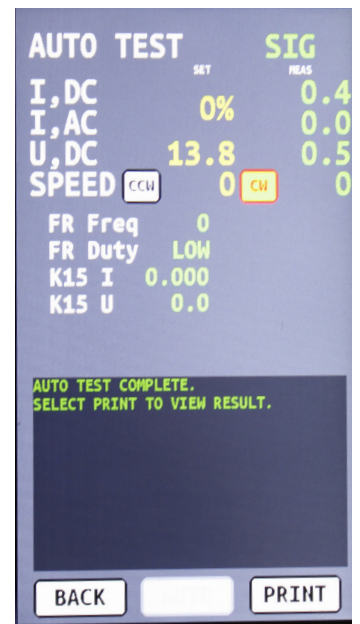 AUTO TEST SIG
SET MEAS
I,DC 0.4
0%
I,AC 0.0
U,DC 13.8 0.5
SPEED CCW 0 CW 0
FR Freq 0
FR Duty LOW
K15 I 0.000
K15 U 0.0
AUTO TEST COMPLETE.
SELECT PRINT TO VIEW RESULT.
BACK PRINT